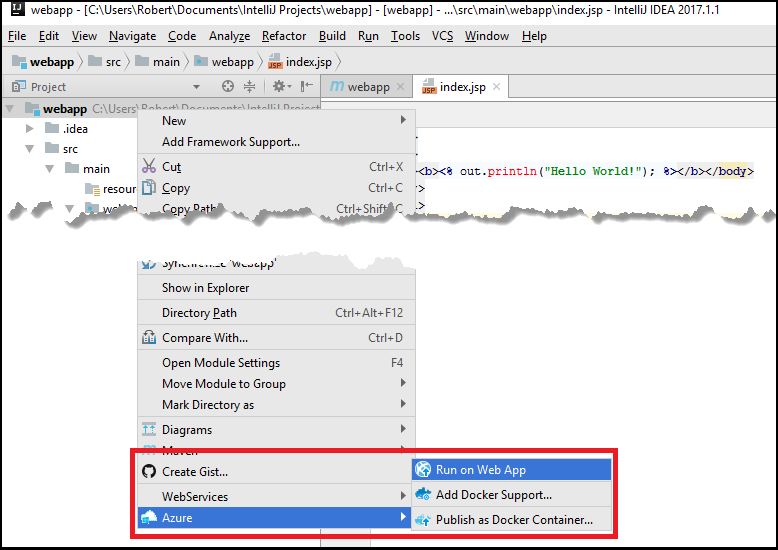 webapp - [C:\Users\Robert\Documents\IntelliJ Projects\webapp] - [webapp] - ...\src\main\webapp\index.jsp - IntelliJ IDEA 2017.1.1
File Edit View Navigate Code Analyze Refactor Build Run Tools VCS Window Help
webapp src main webapp index.jsp
Project
webapp index.jsp
webapp C:\Users\Robert\Documents\IntelliJ Project
.idea
src
main
resour
New
Add Framework Support...
Cut Ctrl+X
Copy Ctrl+C
Copy Path Ctrl+Shift
<b><% out.println("Hello World!"); %></b></body>
Synchronize 'webapp'
Show in Explorer
Directory Path Ctrl+Alt+F12
Compare With... Ctrl+D
Open Module Settings F4
Move Module to Group
Mark Directory as
Diagrams
Maven
Create Gist...
WebServices
Azure
Run on Web App
Add Docker Support...
Publish as Docker Container...